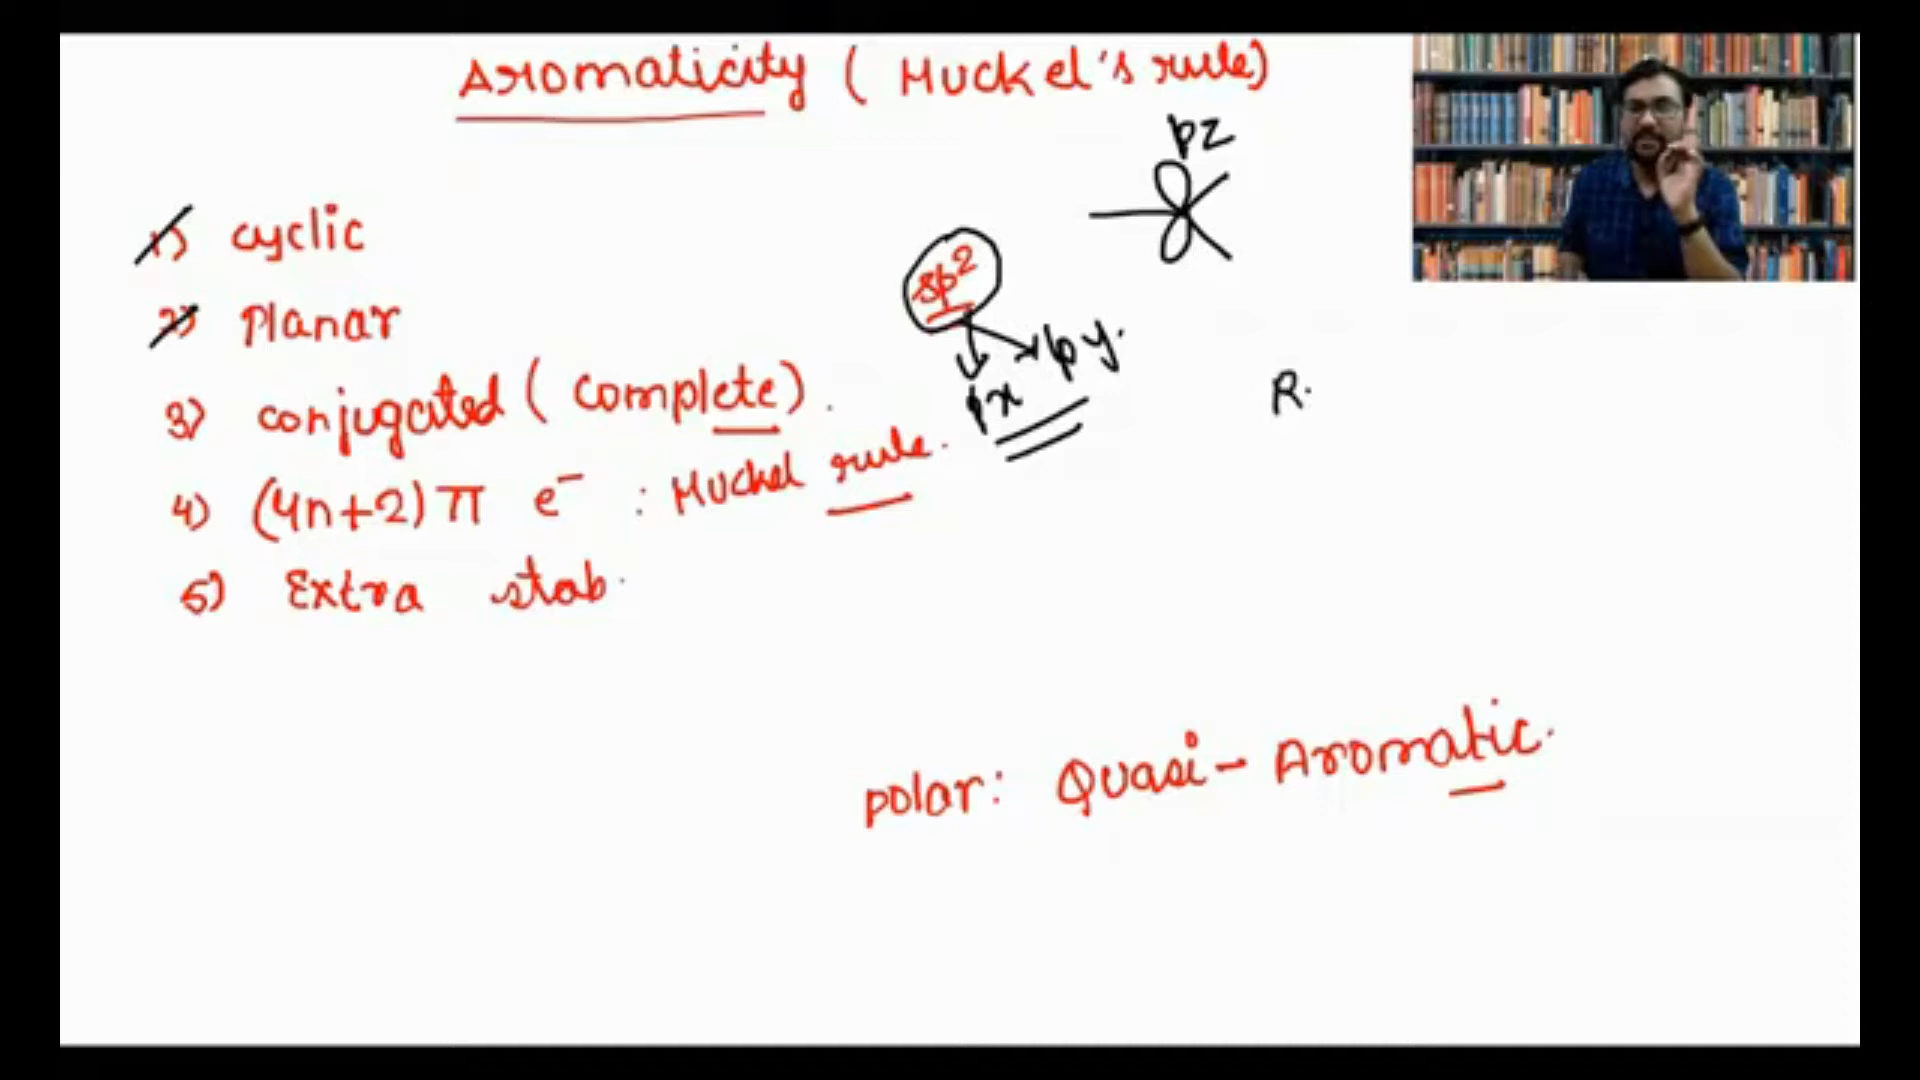 Aromaticity ( Huckel's rule)
pz
1) cyclic
sp2
2) Planar
py.
px
3) conjugated ( Complete) .
R.
4) (4n+2) π e⁻ : Huckel rule.
5) Extra stab.
polar: Quasi- Aromatic.